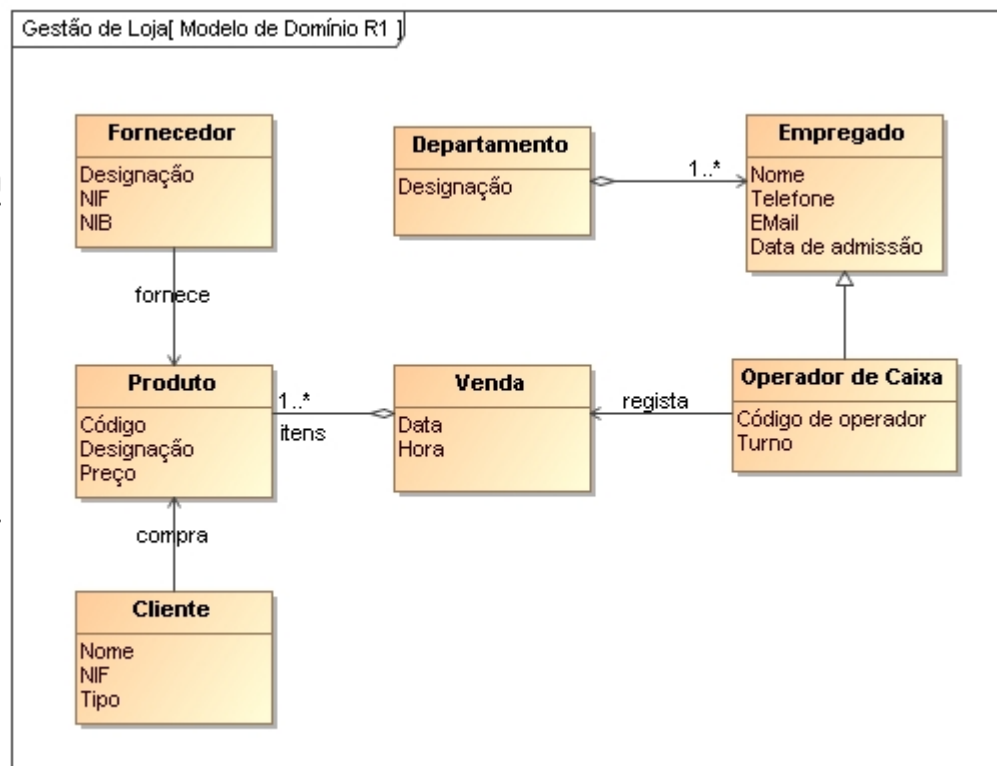 Gestão de Loja[ Modelo de Domínio R1 ]
Fornecedor
Designação
NIF
NIB
Departamento
Designação
1..*
Empregado
Nome
Telefone
EMail
Data de admissão
fornece
Produto
Código
Designação
Preço
1..*
itens
Venda
Data
Hora
regista
Operador de Caixa
Código de operador
Turno
compra
Cliente
Nome
NIF
Tipo